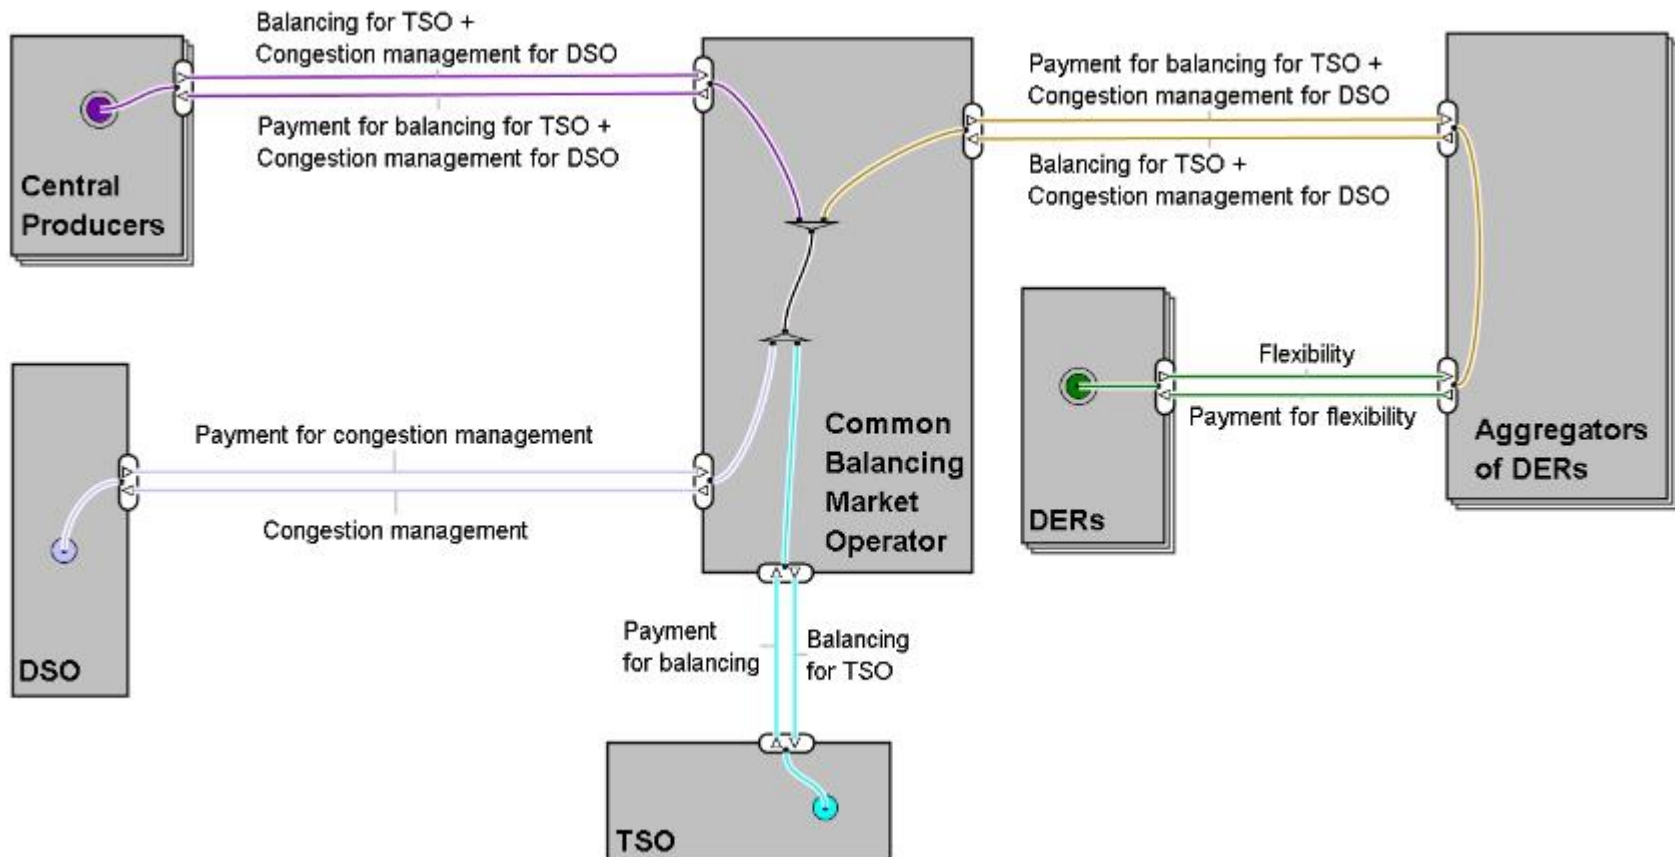 Balancing for TSO +
Congestion management for DSO
Payment for balancing for TSO +
Congestion management for DSO
Central
Producers
Payment for balancing for TSO +
Congestion management for DSO
Balancing for TSO +
Congestion management for DSO
Flexibility
Payment for flexibility
DERs
Aggregators
of DERs
Payment for congestion management
Congestion management
DSO
Common
Balancing
Market
Operator
Payment
for balancing
Balancing
for TSO
TSO